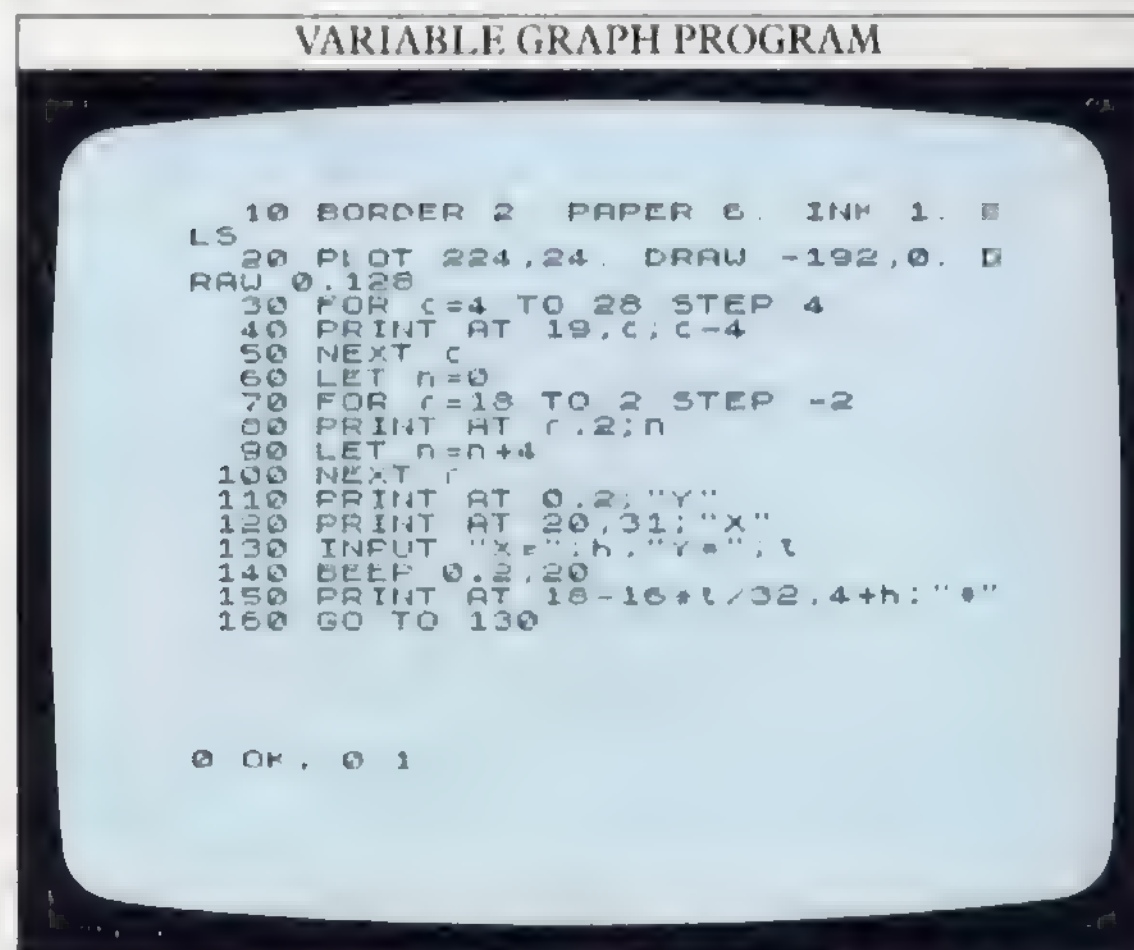 VARIABLE GRAPH PROGRAM
10 BORDER 2: PAPER 6: INK 1: C
LS
20 PLOT 224,24: DRAW -192,0: D
RAW 0,128
30 FOR c=4 TO 28 STEP 4
40 PRINT AT 19,c;c-4
50 NEXT c
60 LET n=0
70 FOR r=18 TO 2 STEP -2
80 PRINT AT r,2;n
90 LET n=n+4
100 NEXT r
110 PRINT AT 0,2;"Y"
120 PRINT AT 20,31;"X"
130 INPUT "X=";h,"Y=";t
140 BEEP 0.2,20
150 PRINT AT 18-16*t/32,4+h;"*"
160 GO TO 130
0 OK, 0:1